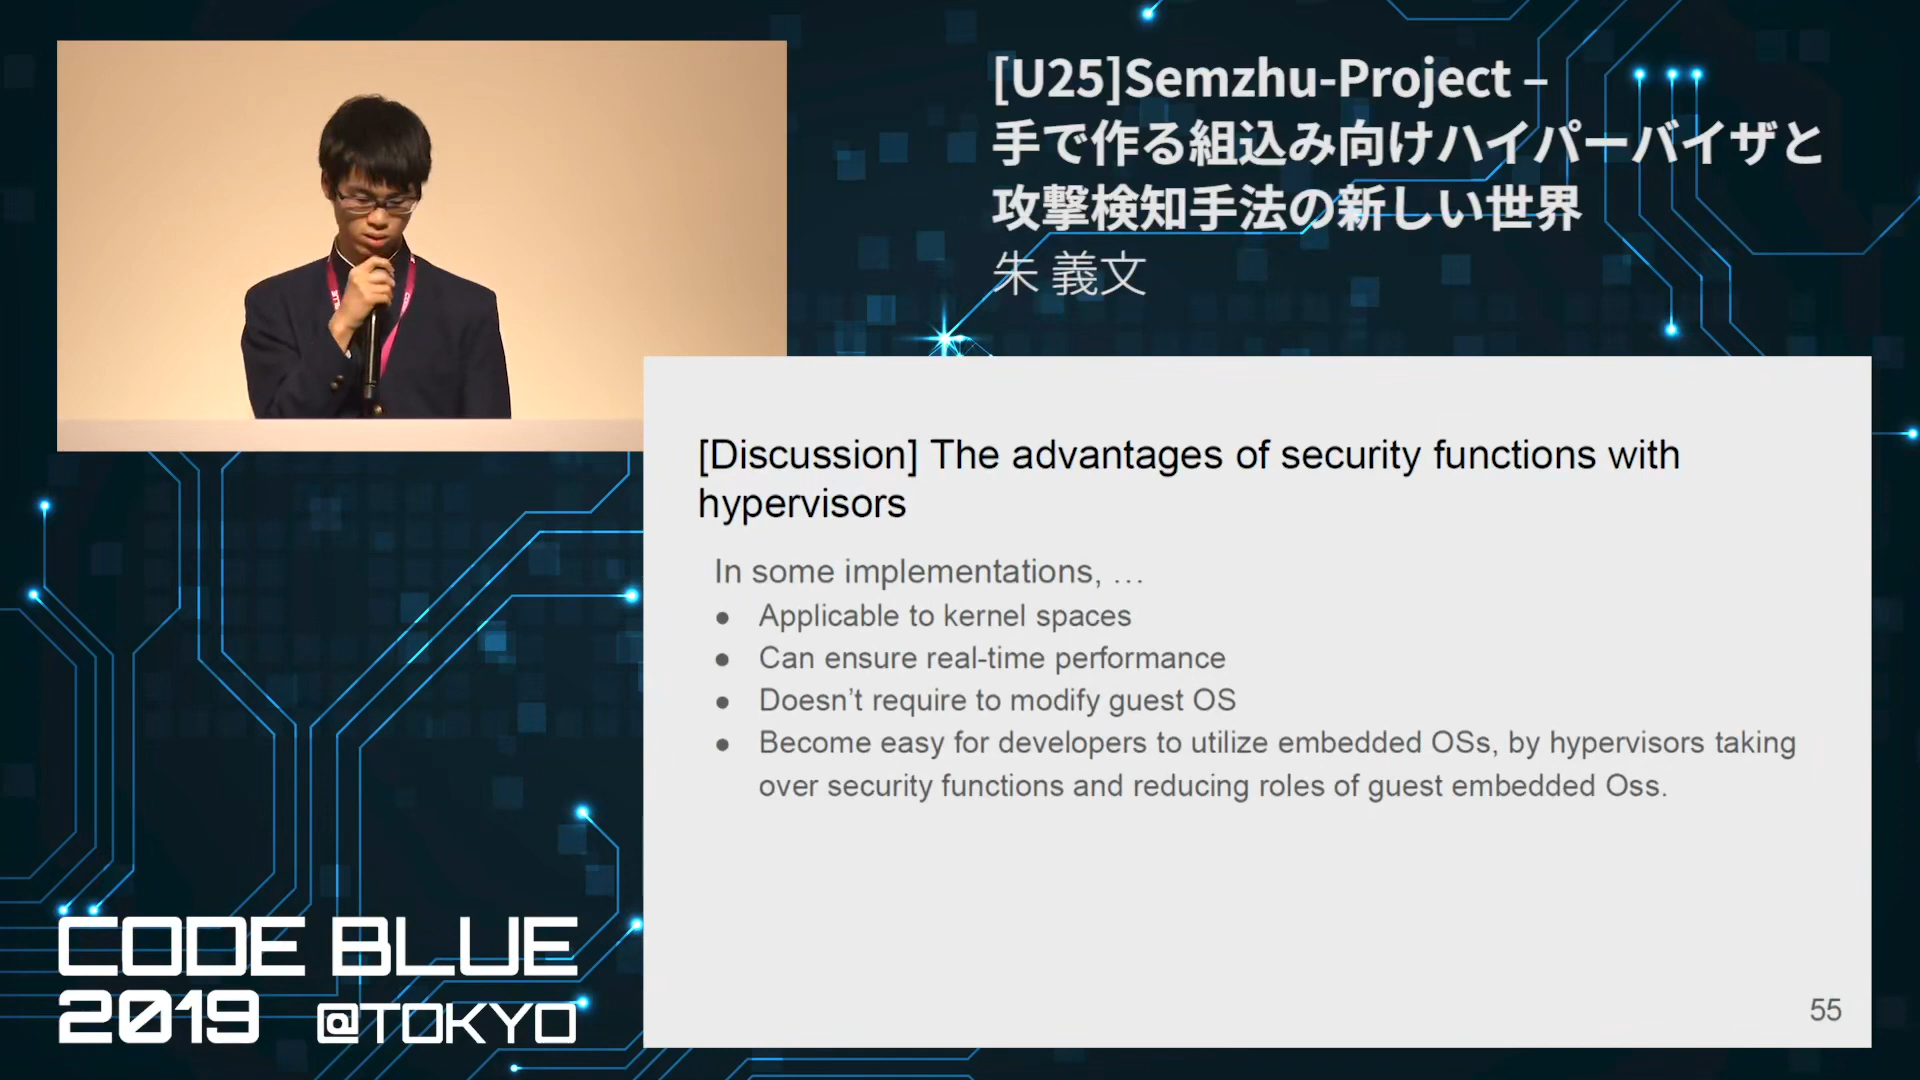 [U25]Semzhu-Project –
手で作る組込み向けハイパーバイザと
攻撃検知手法の新しい世界
朱 義文
[Discussion] The advantages of security functions with
hypervisors
In some implementations, …
● Applicable to kernel spaces
● Can ensure real-time performance
● Doesn’t require to modify guest OS
● Become easy for developers to utilize embedded OSs, by hypervisors taking
over security functions and reducing roles of guest embedded Oss.
55
CODE BLUE
2019 @TOKYO